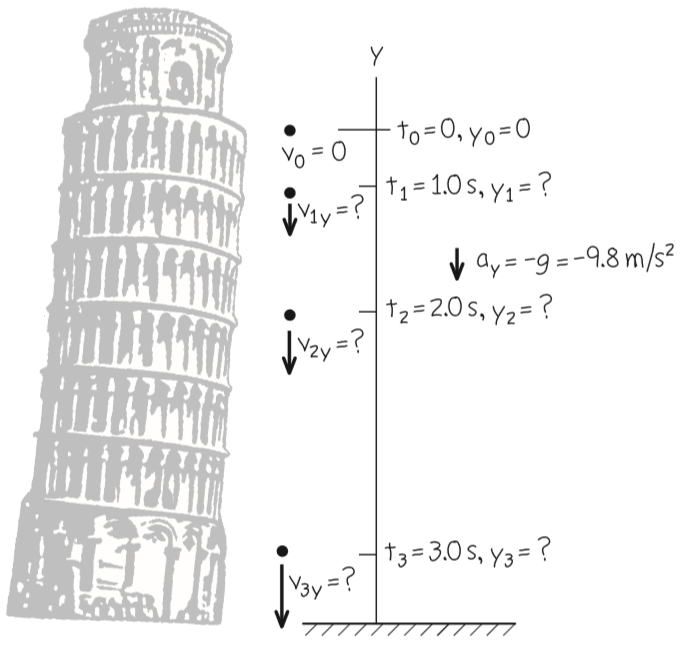 Y
t₀=0, y₀=0
v₀=0
t₁=1.0 s, y₁=?
v₁y=?
ay=-g=-9.8 m/s²
t₂=2.0 s, y₂=?
v₂y=?
t₃=3.0 s, y₃=?
v₃y=?